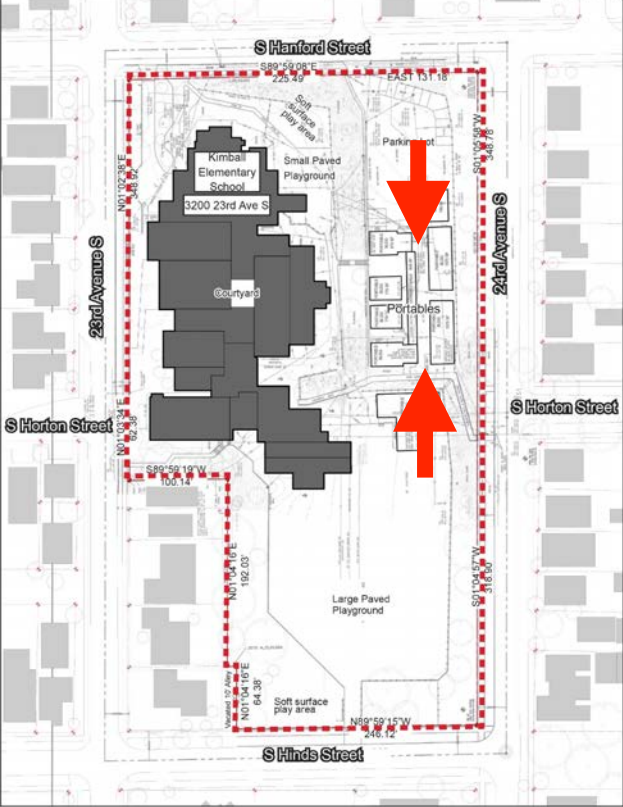 S Hanford Street
S89°59'08"E
225.49'
EAST 131.18'
Soft
surface
play area
Parking Lot
Kimball
Elementary
School
Small Paved
Playground
3200 23rd Ave S
N01°02'38"E
S01°05'58"W
348.78'
23rd Avenue S
24rd Avenue S
Courtyard
Portables
S Horton Street
S Horton Street
N01°03'34"E
62.38'
S89°59'19"W
100.14'
N01°04'16"E
192.03'
S01°04'57"W
318.90'
Large Paved
Playground
Vacated 10' Alley
N01°04'16"E
64.38'
Soft surface
play area
N89°59'15"W
246.12'
S Hinds Street